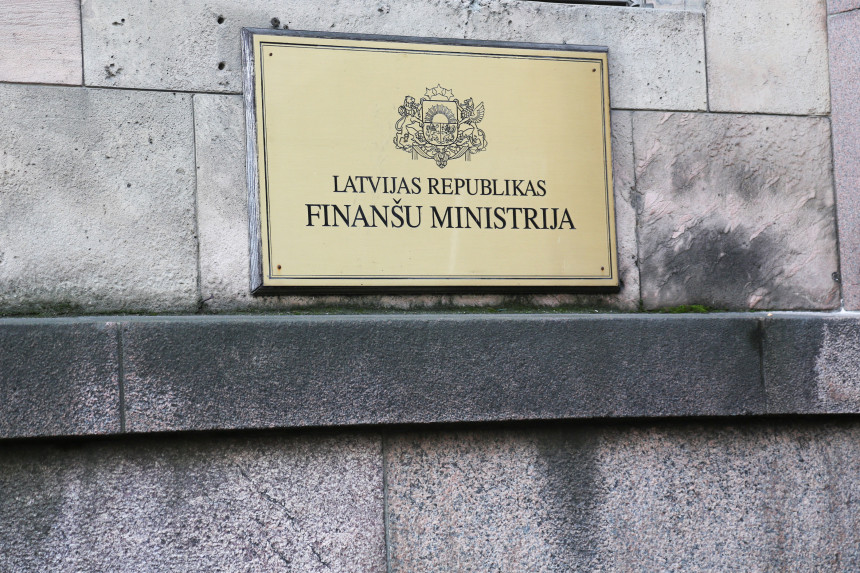 LATVIJAS REPUBLIKAS
FINANŠU MINISTRIJA